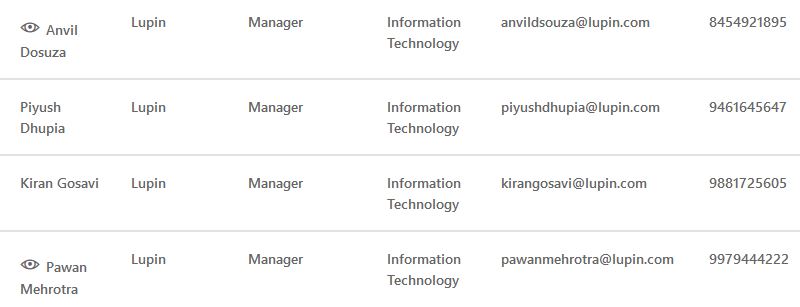 Anvil Dosuza Lupin Manager Information Technology anvildsouza@lupin.com 8454921895
Piyush Dhupia Lupin Manager Information Technology piyushdhupia@lupin.com 9461645647
Kiran Gosavi Lupin Manager Information Technology kirangosavi@lupin.com 9881725605
Pawan Mehrotra Lupin Manager Information Technology pawanmehrotra@lupin.com 9979444222